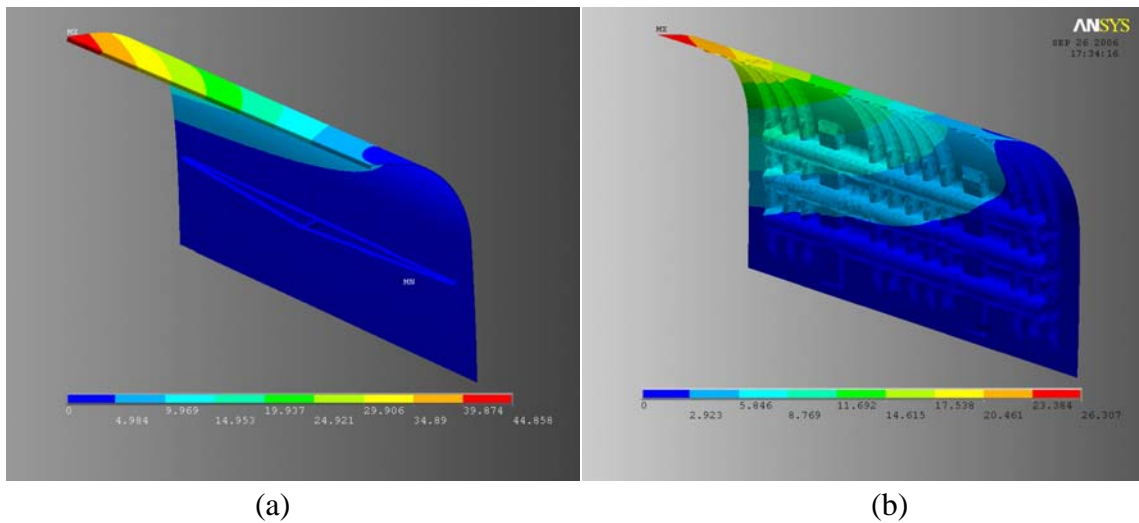 MX
MN
0 9.969 19.937 29.906 39.874
4.984 14.953 24.921 34.89 44.858
(a)
ANSYS
SEP 26 2006
17:34:16
MX
0 5.846 11.692 17.538 23.384
2.923 8.769 14.615 20.461 26.307
(b)